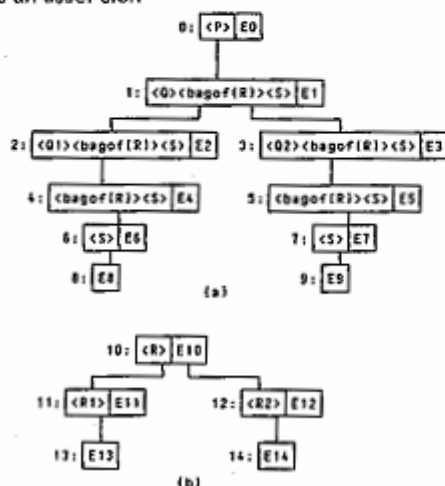 0: <P> E0
1: <Q><bagof(R)><S> E1
2: <Q1><bagof(R)><S> E2 3: <Q2><bagof(R)><S> E3
4: <bagof(R)><S> E4 5: <bagof(R)><S> E5
6: <S> E6 7: <S> E7
8: E8 9: E9
(a)
10: <R> E10
11: <R1> E11 12: <R2> E12
13: E13 14: E14
(b)